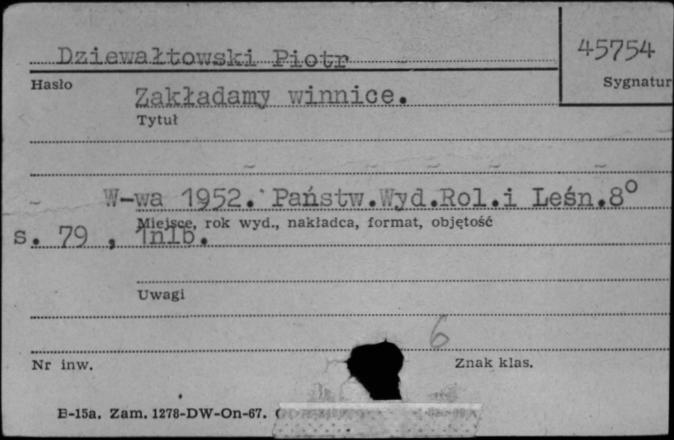 Dziewałtowski Piotr
45754
Hasło
Sygnatur
Zakładamy winnice.
Tytuł
W-wa 1952. Państw.Wyd.Rol.i Leśn.8°
Miejsce, rok wyd., nakładca, format, objętość
s. 79 , 1nlb.
Uwagi
6
Nr inw.
Znak klas.
B-15a. Zam. 1278-DW-On-67.